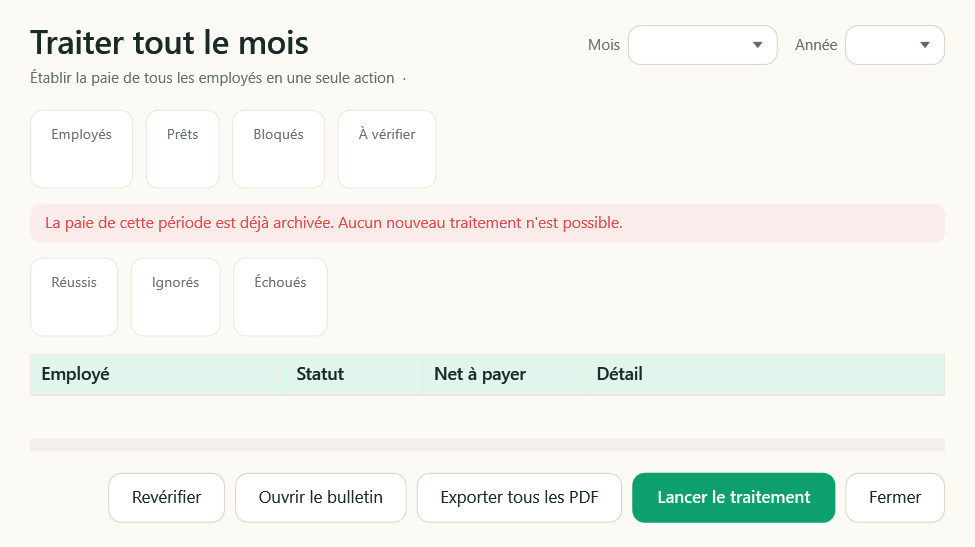 Traiter tout le mois
Mois
Année
Établir la paie de tous les employés en une seule action ·
Employés
Prêts
Bloqués
À vérifier
La paie de cette période est déjà archivée. Aucun nouveau traitement n'est possible.
Réussis
Ignorés
Échoués
Employé Statut Net à payer Détail
Revérifier
Ouvrir le bulletin
Exporter tous les PDF
Lancer le traitement
Fermer